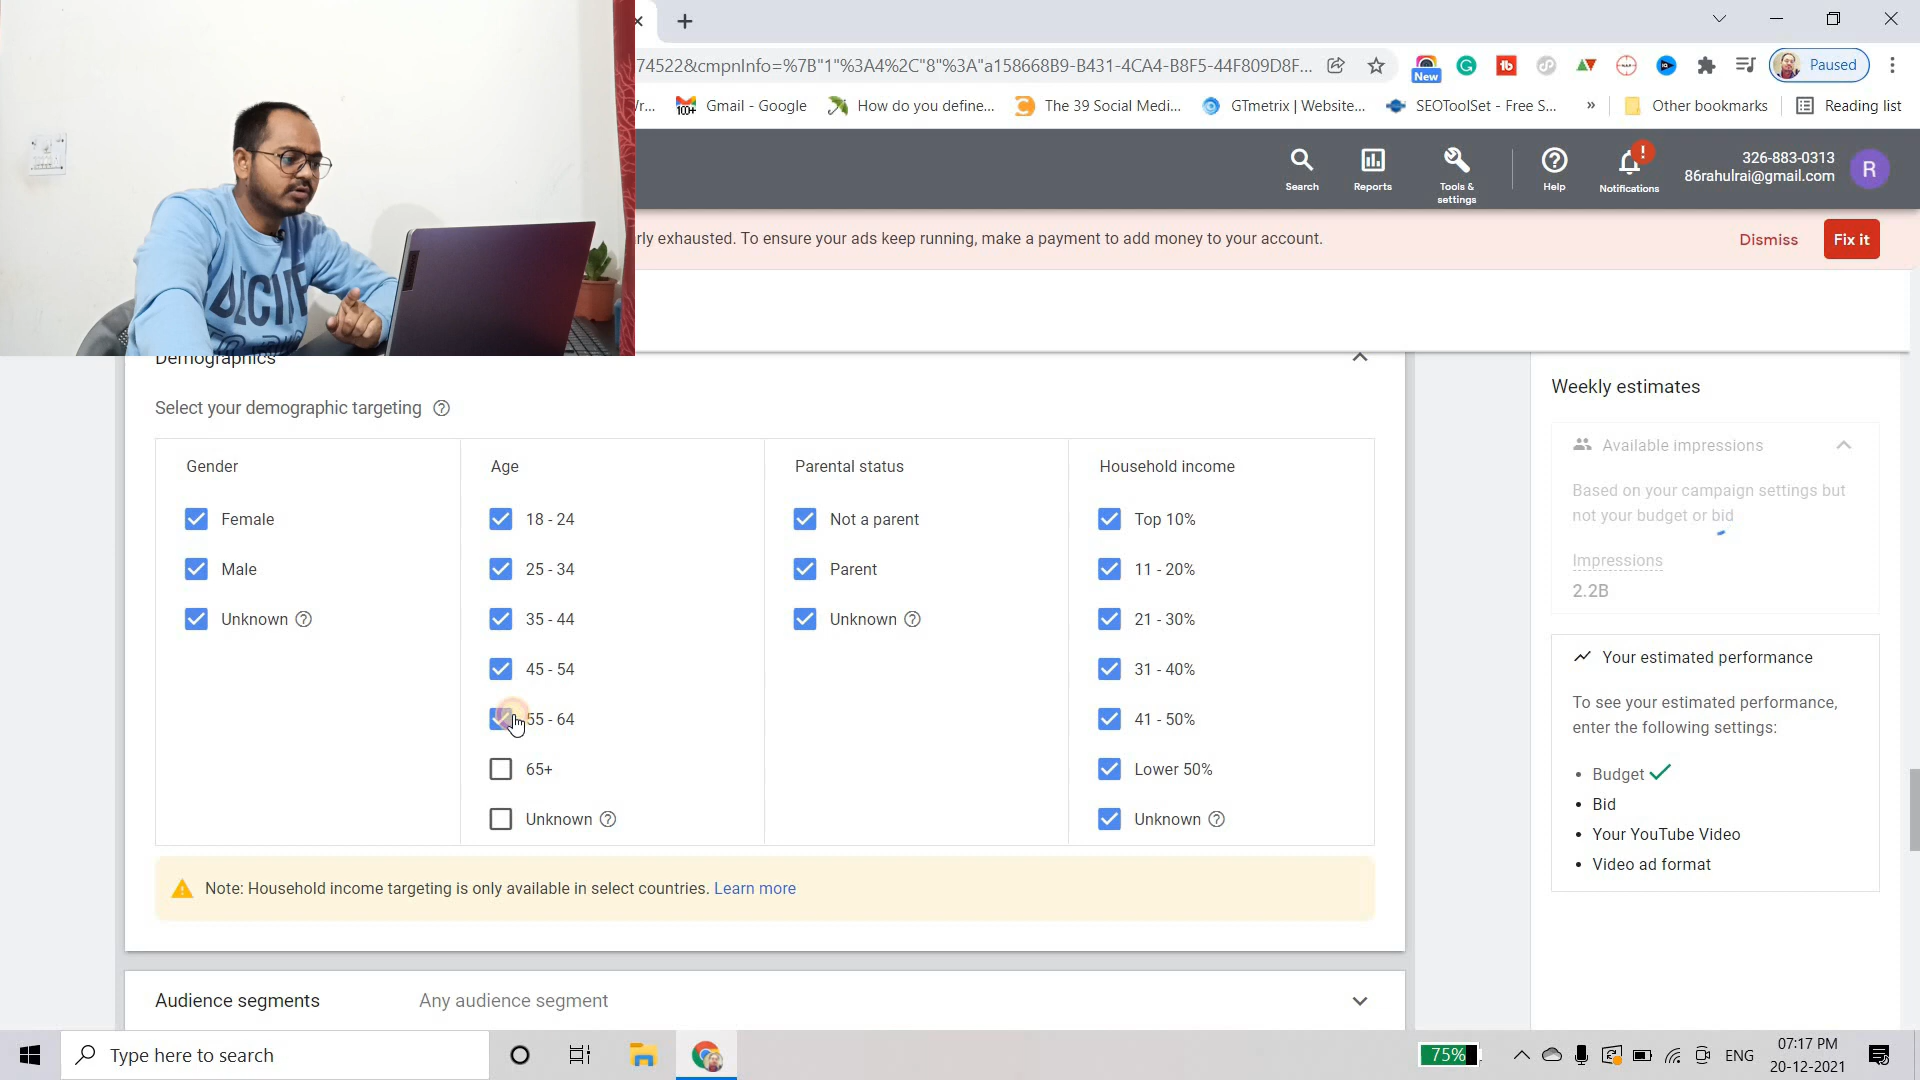 74522&cmpnInfo=%7B"1"%3A4%2C"8"%3A"a158668B9-B431-4CA4-B8F5-44F809D8F...
New
Paused
Gmail - Google
How do you define...
The 39 Social Medi...
GTmetrix | Website...
SEOToolSet - Free S...
»
Other bookmarks
Reading list
Search
Reports
Tools &
settings
Help
Notifications
326-883-0313
86rahulrai@gmail.com
R
rly exhausted. To ensure your ads keep running, make a payment to add money to your account.
Dismiss
Fix it
Demographics
Select your demographic targeting
Gender
Female
Male
Unknown
Age
18 - 24
25 - 34
35 - 44
45 - 54
55 - 64
65+
Unknown
Parental status
Not a parent
Parent
Unknown
Household income
Top 10%
11 - 20%
21 - 30%
31 - 40%
41 - 50%
Lower 50%
Unknown
Note: Household income targeting is only available in select countries. Learn more
Audience segments
Any audience segment
Weekly estimates
Available impressions
Based on your campaign settings but
not your budget or bid
Impressions
2.2B
Your estimated performance
To see your estimated performance,
enter the following settings:
• Budget
• Bid
• Your YouTube Video
• Video ad format
Type here to search
75%
ENG
07:17 PM
20-12-2021